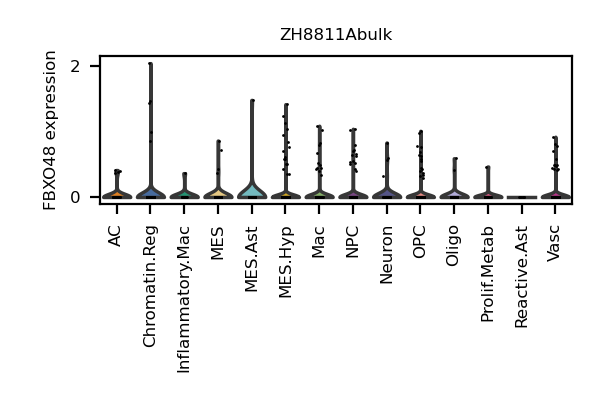 ZH8811Abulk
FBXO48 expression
2
0
AC
Chromatin.Reg
Inflammatory.Mac
MES
MES.Ast
MES.Hyp
Mac
NPC
Neuron
OPC
Oligo
Prolif.Metab
Reactive.Ast
Vasc